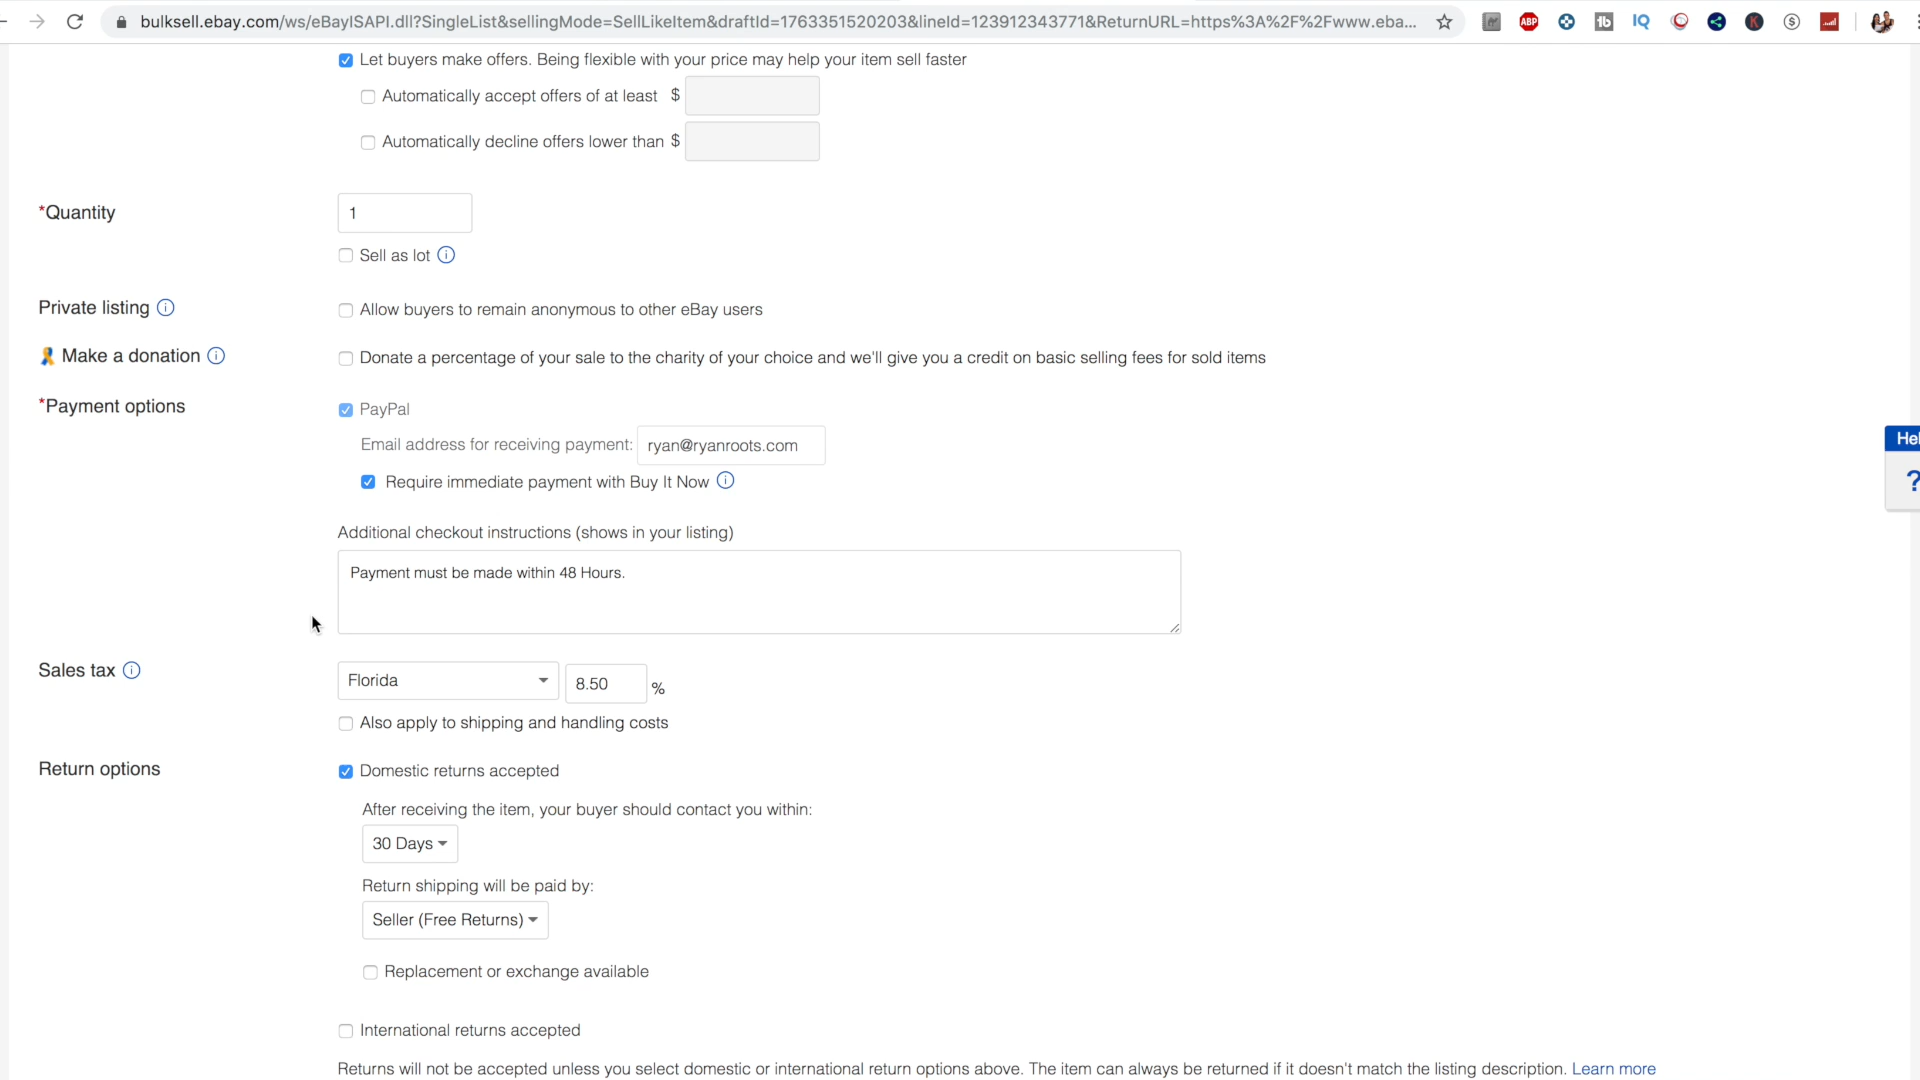 bulksell.ebay.com/ws/eBayISAPI.dll?SingleList&sellingMode=SellLikeItem&draftId=1763351520203&lineId=123912343771&ReturnURL=https%3A%2F%2Fwww.eba...
ABP
tb
IQ
K
$
Let buyers make offers. Being flexible with your price may help your item sell faster
Automatically accept offers of at least $
Automatically decline offers lower than $
*Quantity
1
Sell as lot
Private listing
Allow buyers to remain anonymous to other eBay users
Make a donation
Donate a percentage of your sale to the charity of your choice and we'll give you a credit on basic selling fees for sold items
*Payment options
PayPal
Email address for receiving payment: ryan@ryanroots.com
Require immediate payment with Buy It Now
Hel
?
Additional checkout instructions (shows in your listing)
Payment must be made within 48 Hours.
Sales tax
Florida
8.50 %
Also apply to shipping and handling costs
Return options
Domestic returns accepted
After receiving the item, your buyer should contact you within:
30 Days
Return shipping will be paid by:
Seller (Free Returns)
Replacement or exchange available
International returns accepted
Returns will not be accepted unless you select domestic or international return options above. The item can always be returned if it doesn't match the listing description. Learn more